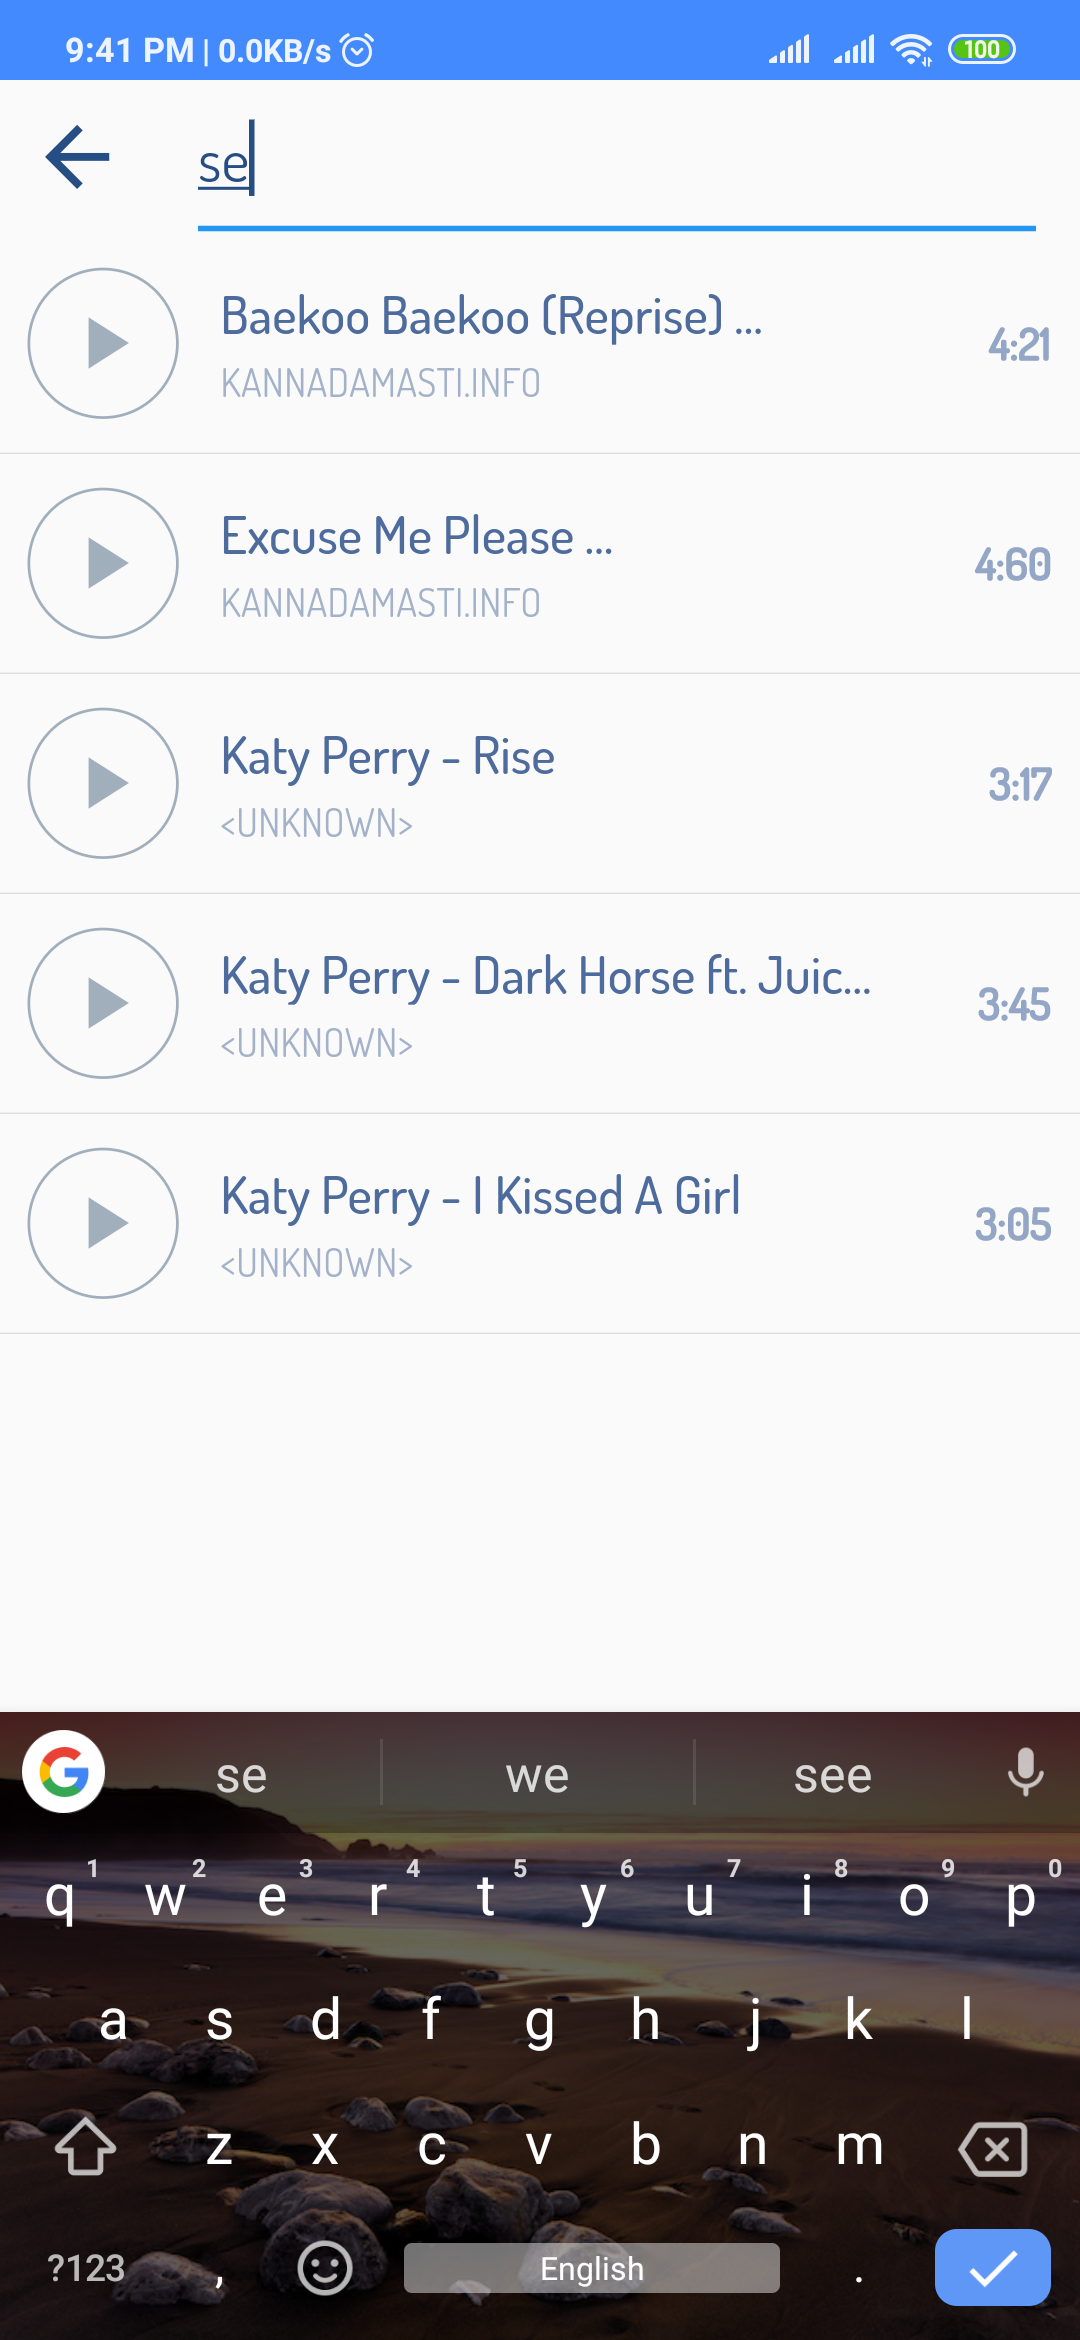 9:41 PM | 0.0KB/s 100
se
Baekoo Baekoo (Reprise) ...
KANNADAMASTI.INFO
4:21
Excuse Me Please ...
KANNADAMASTI.INFO
4:60
Katy Perry - Rise
<UNKNOWN>
3:17
Katy Perry - Dark Horse ft. Juic...
<UNKNOWN>
3:45
Katy Perry - I Kissed A Girl
<UNKNOWN>
3:05
se we see
1 2 3 4 5 6 7 8 9 0
q w e r t y u i o p
a s d f g h j k l
z x c v b n m
?123 , English .